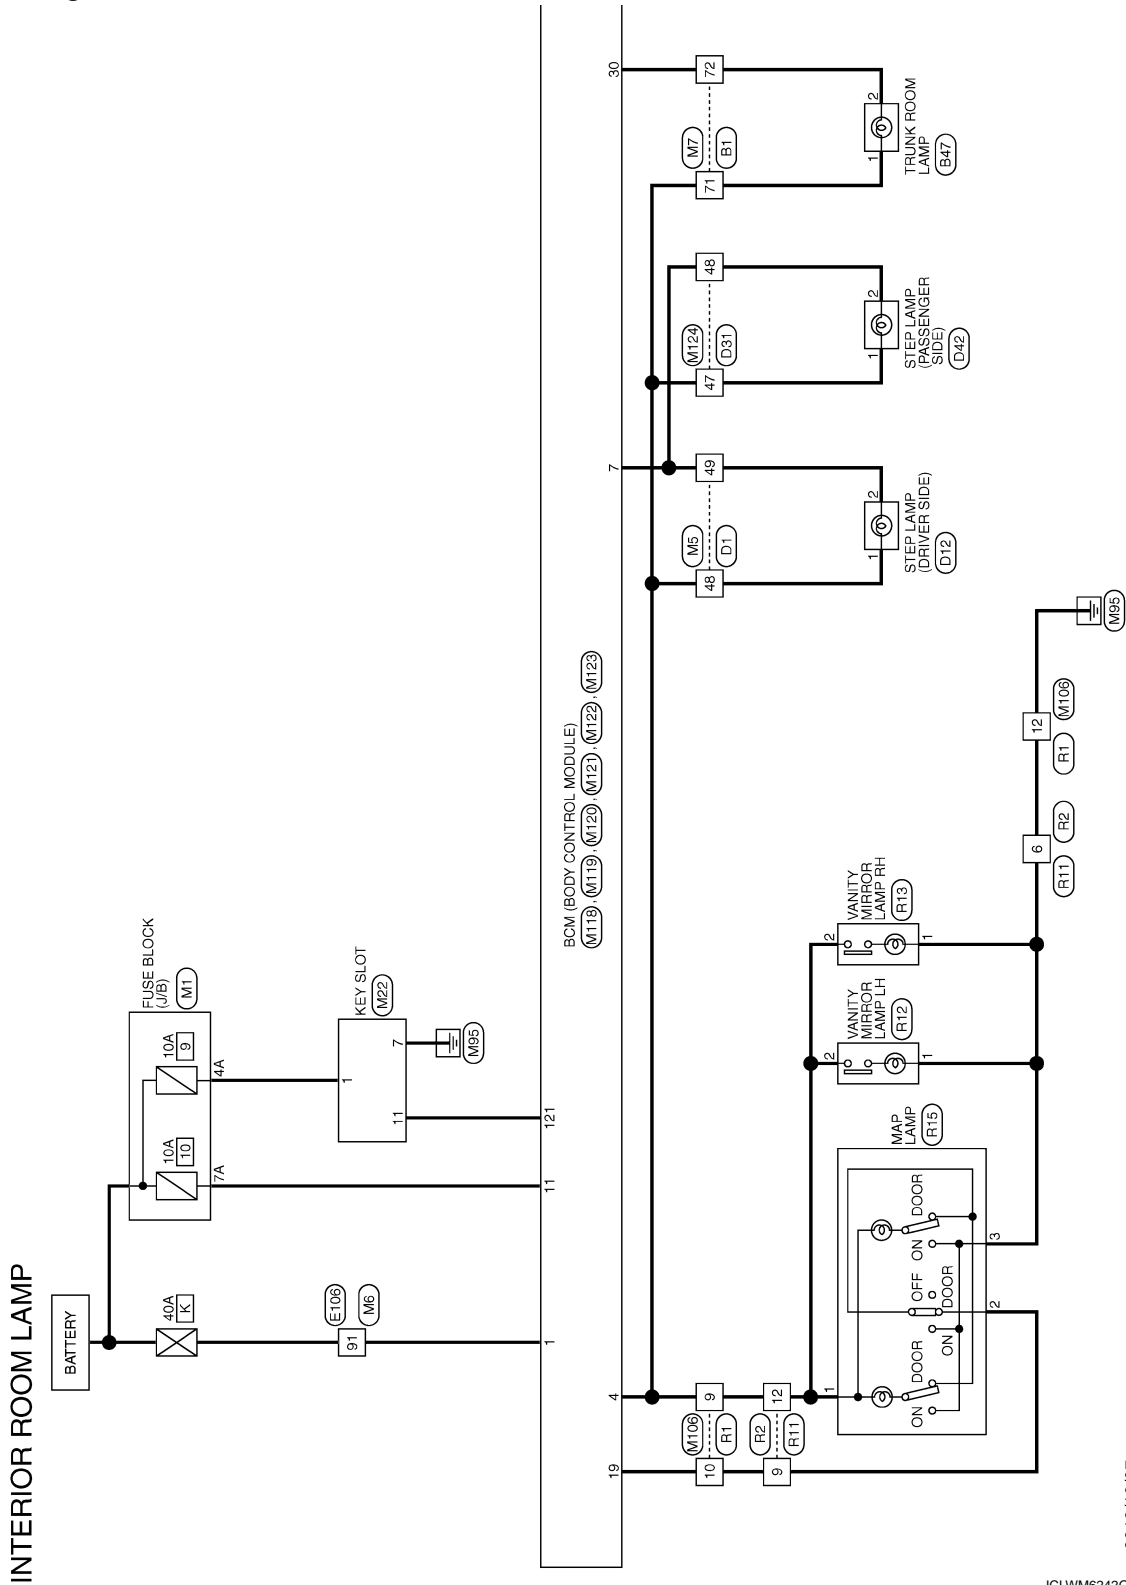 INTERIOR ROOM LAMP
BATTERY
40A
K
E106
M6
91
1
FUSE BLOCK
(J/B)
M1
10A
10
10A
9
7A
4A
11
KEY SLOT
M22
1
11
7
M95
121
BCM (BODY CONTROL MODULE)
M118 , M119 , M120 , M121 , M122 , M123
19
4
7
30
M106
R1
10
9
R2
R11
9
12
MAP
LAMP
R15
1
ON
DOOR
ON
OFF
DOOR
ON
DOOR
2
3
VANITY
MIRROR
LAMP LH
R12
2
1
VANITY
MIRROR
LAMP RH
R13
2
1
6
R11
R2
12
R1
M106
M95
M5
D1
48
49
1
2
STEP LAMP
(DRIVER SIDE)
D12
M124
D31
47
48
1
2
STEP LAMP
(PASSENGER
SIDE)
D42
M7
B1
71
72
1
2
TRUNK ROOM
LAMP
B47